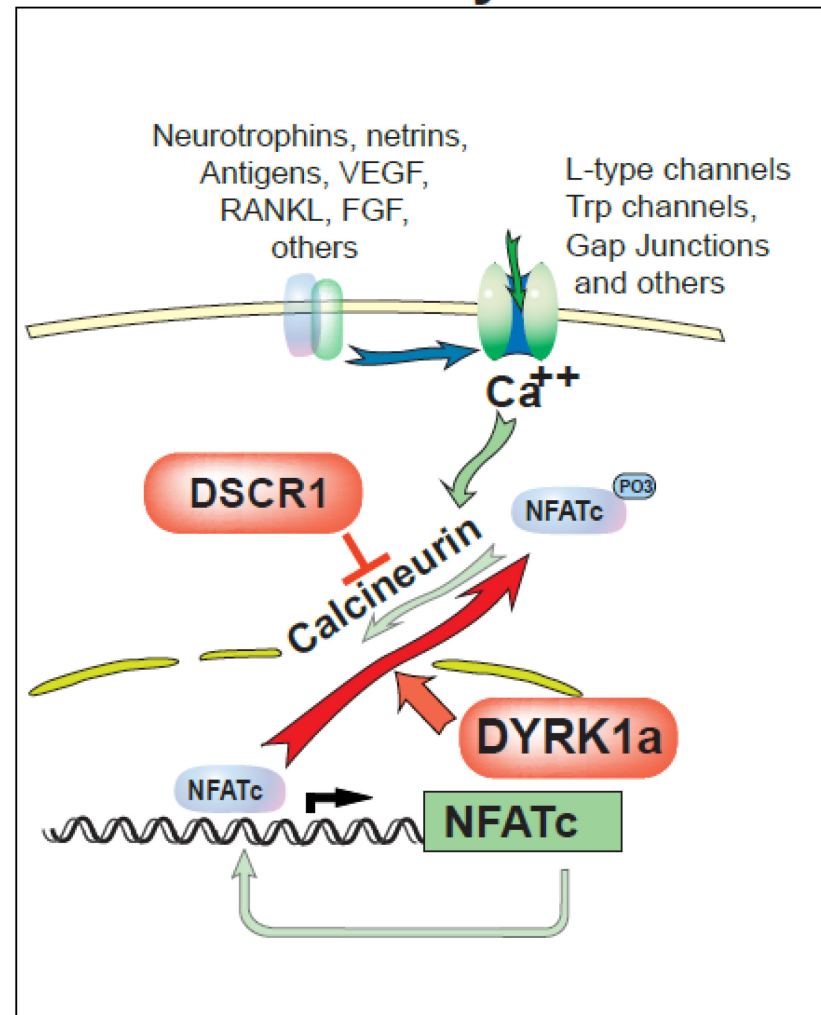 Neurotrophins, netrins,
Antigens, VEGF,
RANKL, FGF,
others
L-type channels
Trp channels,
Gap Junctions
and others
Ca++
DSCR1
NFATc
PO3
Calcineurin
DYRK1a
NFATc
NFATc